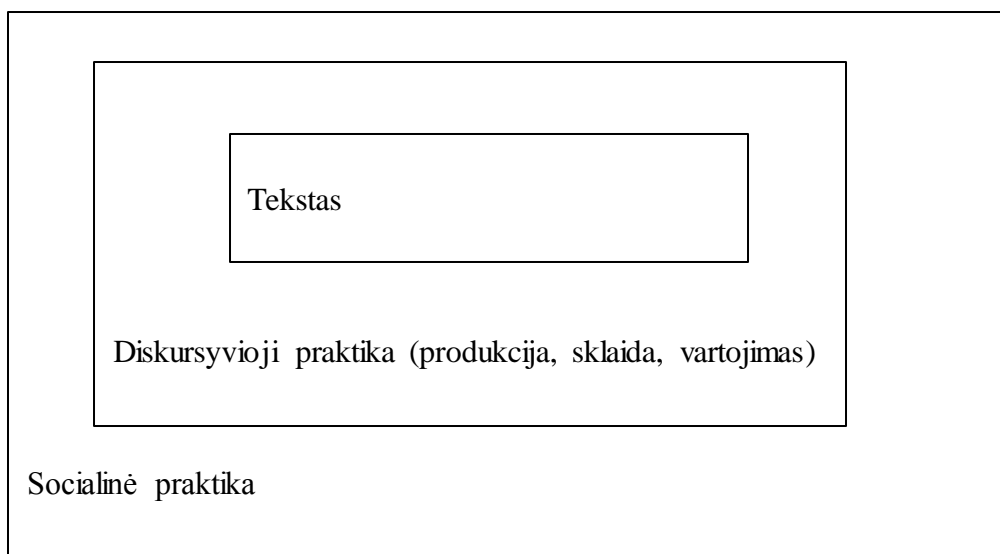 Tekstas
Diskursyvioji praktika (produkcija, sklaida, vartojimas)
Socialinė praktika